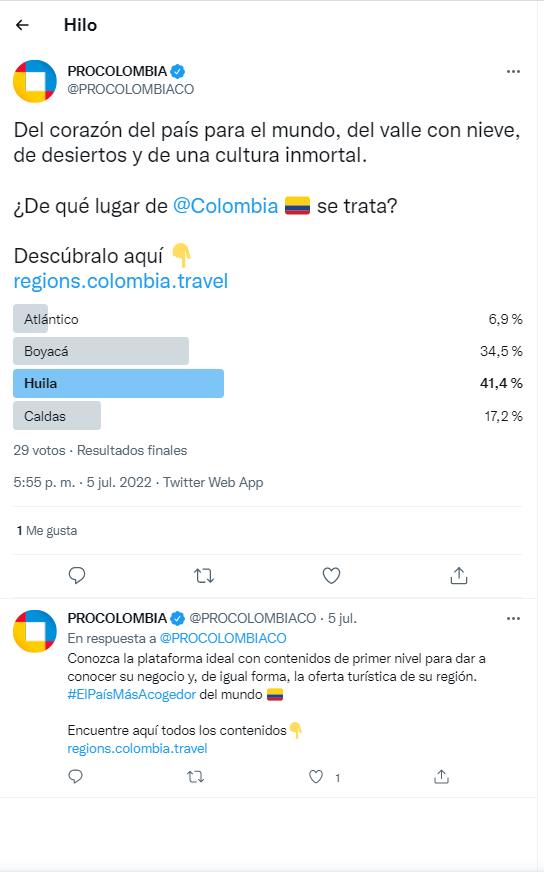 Hilo
PROCOLOMBIA
@PROCOLOMBIACO
Del corazón del país para el mundo, del valle con nieve,
de desiertos y de una cultura inmortal.
¿De qué lugar de @Colombia 🇨🇴 se trata?
Descúbralo aquí 👇
regions.colombia.travel
Atlántico 6,9 %
Boyacá 34,5 %
Huila 41,4 %
Caldas 17,2 %
29 votos · Resultados finales
5:55 p. m. · 5 jul. 2022 · Twitter Web App
1 Me gusta
PROCOLOMBIA @PROCOLOMBIACO · 5 jul.
En respuesta a @PROCOLOMBIACO
Conozca la plataforma ideal con contenidos de primer nivel para dar a
conocer su negocio y, de igual forma, la oferta turística de su región.
#ElPaísMásAcogedor del mundo 🇨🇴
Encuentre aquí todos los contenidos👇
regions.colombia.travel
1